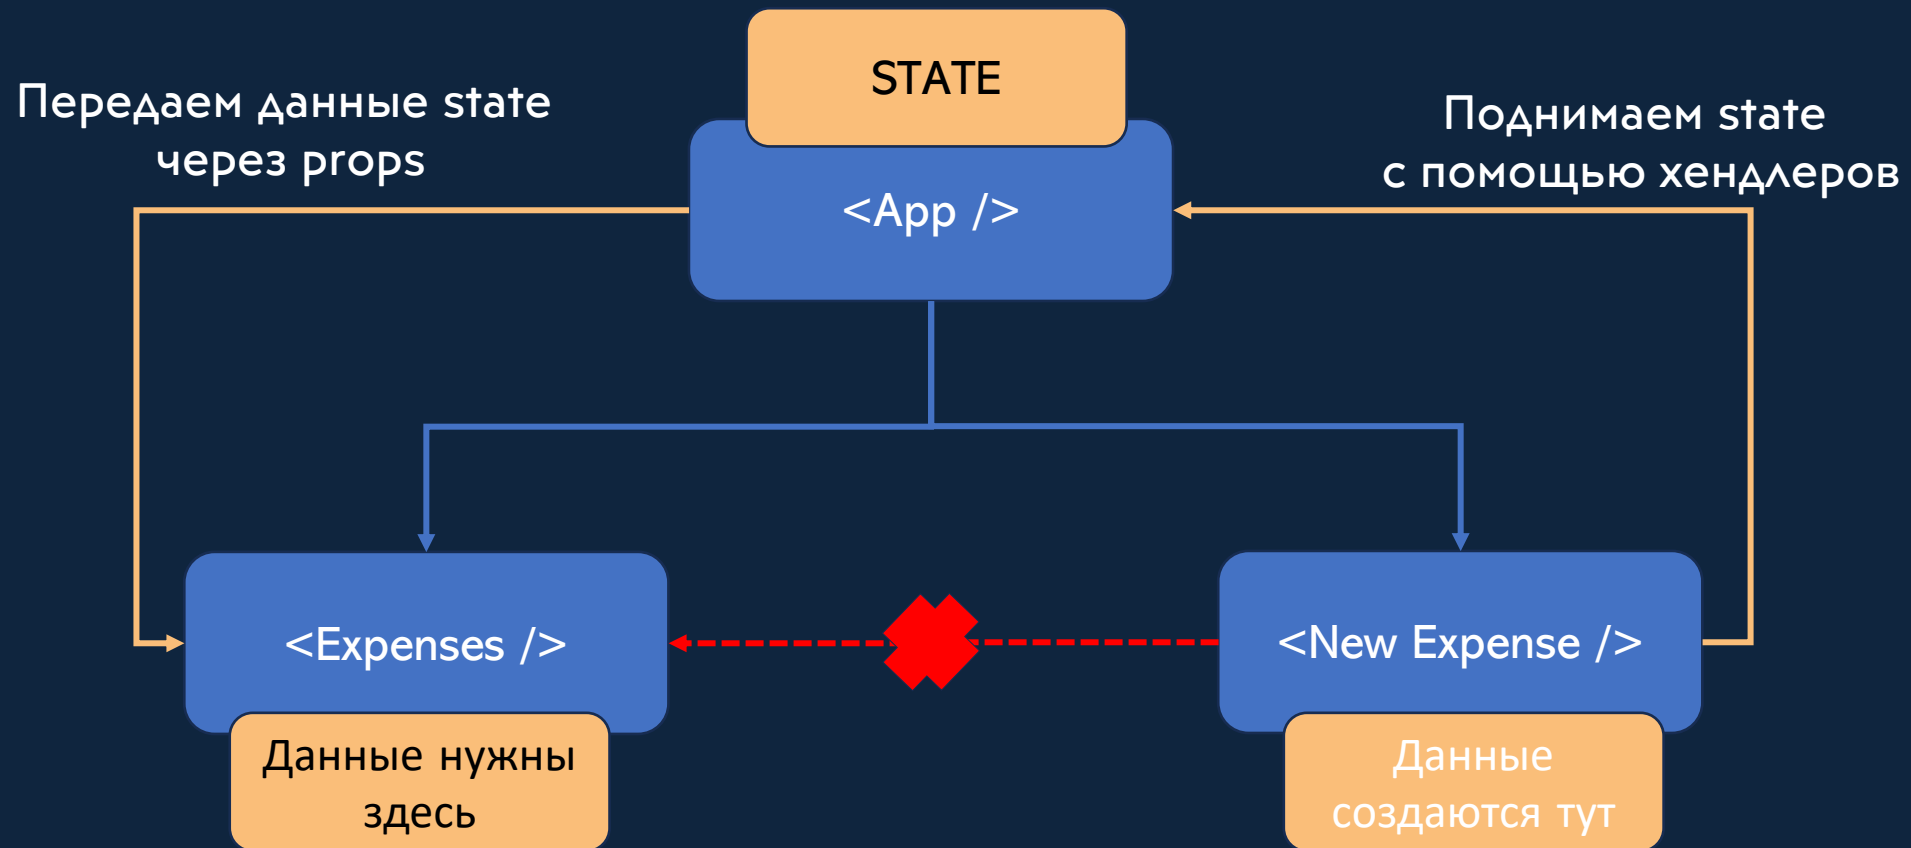 STATE
Передаем данные state
через props
Поднимаем state
с помощью хендлеров
<App />
<Expenses />
<New Expense />
Данные нужны
здесь
Данные
создаются тут